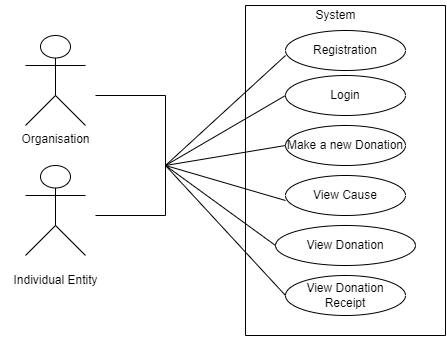 System
Registration
Login
Make a new Donation
View Cause
View Donation
View Donation
Receipt
Organisation
Individual Entity